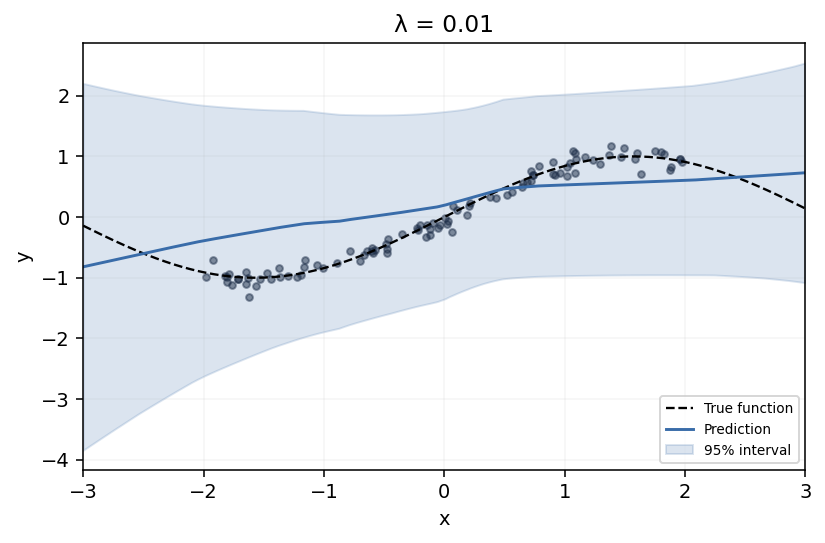 λ = 0.01
y
2
1
0
−1
−2
−3
−4
True function
Prediction
95% interval
−3 −2 −1 0 1 2 3
x